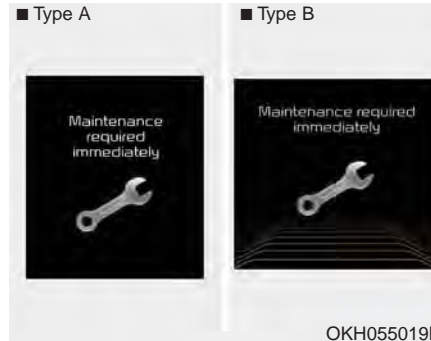 ■ Type A
■ Type B
Maintenance
required
immediately
Maintenance required
immediately
OKH055019